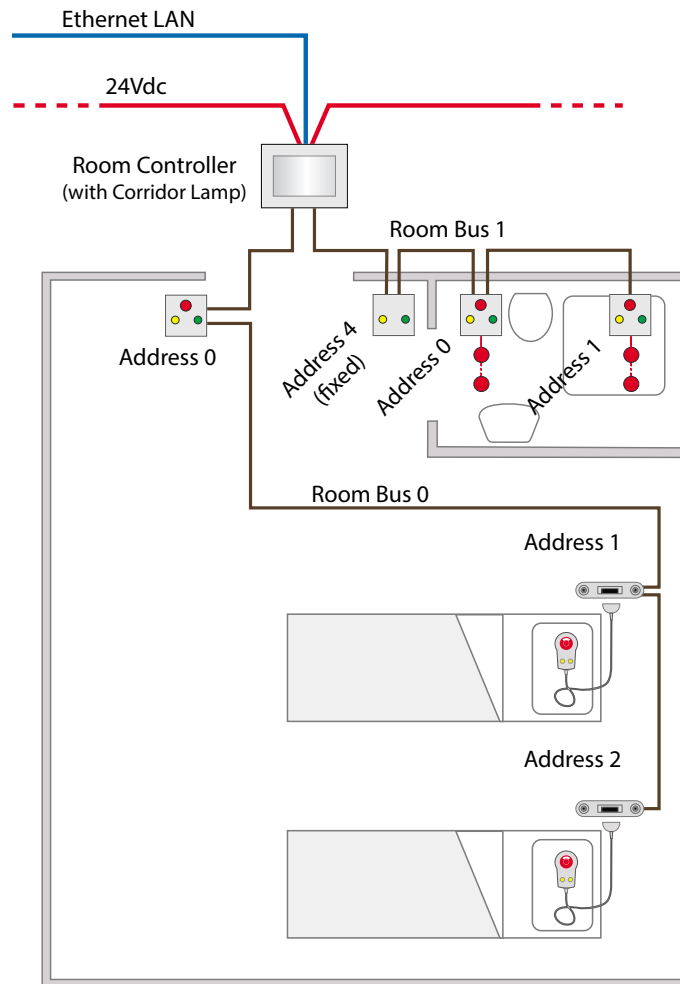 Ethernet LAN
24Vdc
Room Controller
(with Corridor Lamp)
Room Bus 1
Address 0
Address 4
(fixed)
Address 0
Address 1
Room Bus 0
Address 1
Address 2